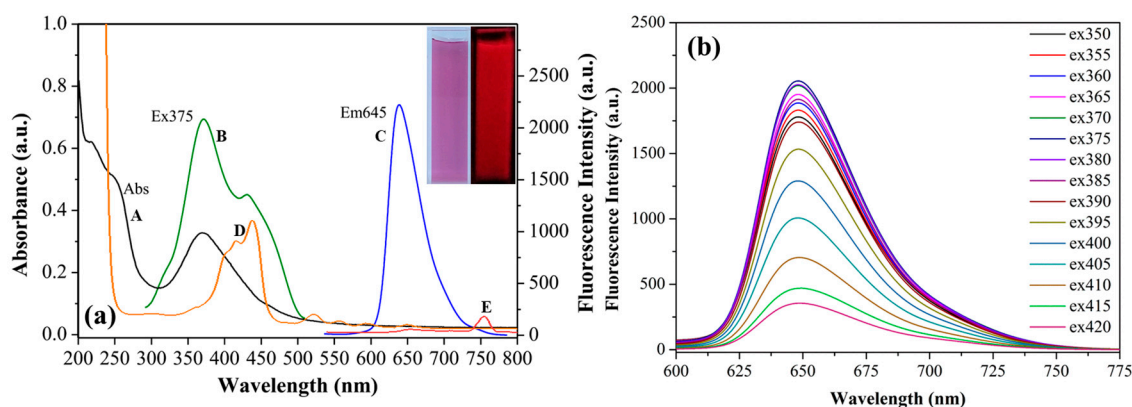 1.0
0.8
0.6
0.4
0.2
0.0
Absorbance (a.u.)
200 250 300 350 400 450 500 550 600 650 700 750 800
Wavelength (nm)
2500
2000
1500
1000
500
0
Fluorescence Intensity (a.u.)
Ex375
B
Em645
C
Abs
A
D
E
(a)
2500
2000
1500
1000
500
0
Fluorescence Intensity (a.u.)
600 625 650 675 700 725 750 775
Wavelength (nm)
(b)
ex350
ex355
ex360
ex365
ex370
ex375
ex380
ex385
ex390
ex395
ex400
ex405
ex410
ex415
ex420